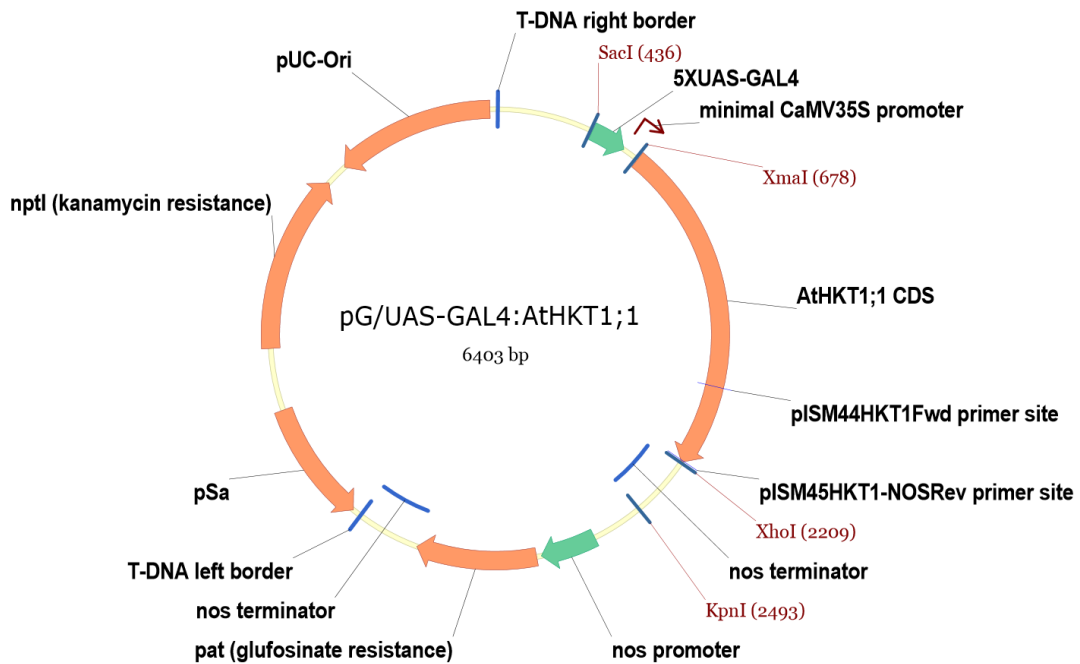 T-DNA right border
SacI (436)
pUC-Ori
5XUAS-GAL4
minimal CaMV35S promoter
XmaI (678)
nptI (kanamycin resistance)
AtHKT1;1 CDS
pG/UAS-GAL4:AtHKT1;1
6403 bp
pISM44HKT1Fwd primer site
pSa
pISM45HKT1-NOSRev primer site
XhoI (2209)
T-DNA left border
nos terminator
nos terminator
KpnI (2493)
pat (glufosinate resistance)
nos promoter